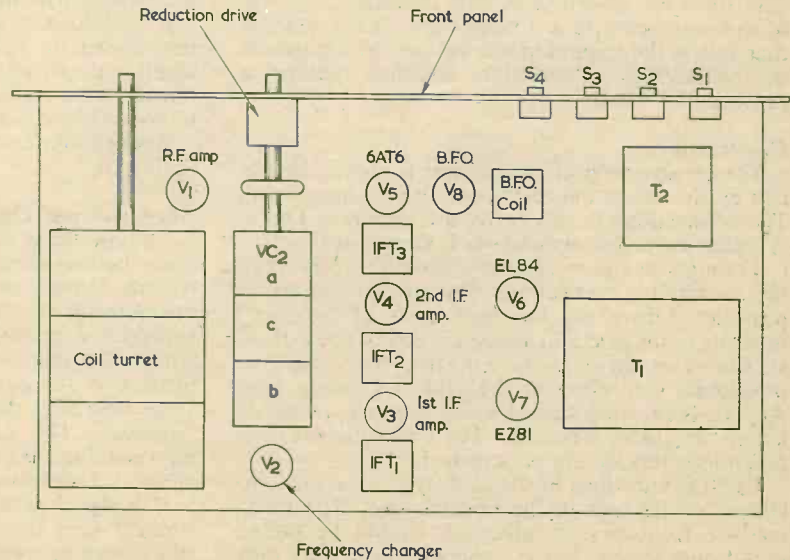 Reduction drive
Front panel
S4 S3 S2 S1
R.F. amp
V1
6AT6
V5
B.F.O.
V8
B.F.O.
Coil
T2
VC2
a
c
b
IFT3
V4
2nd I.F.
amp.
EL84
V6
Coil turret
IFT2
T1
V3
1st I.F.
amp.
V7
EZ81
V2
IFT1
Frequency changer